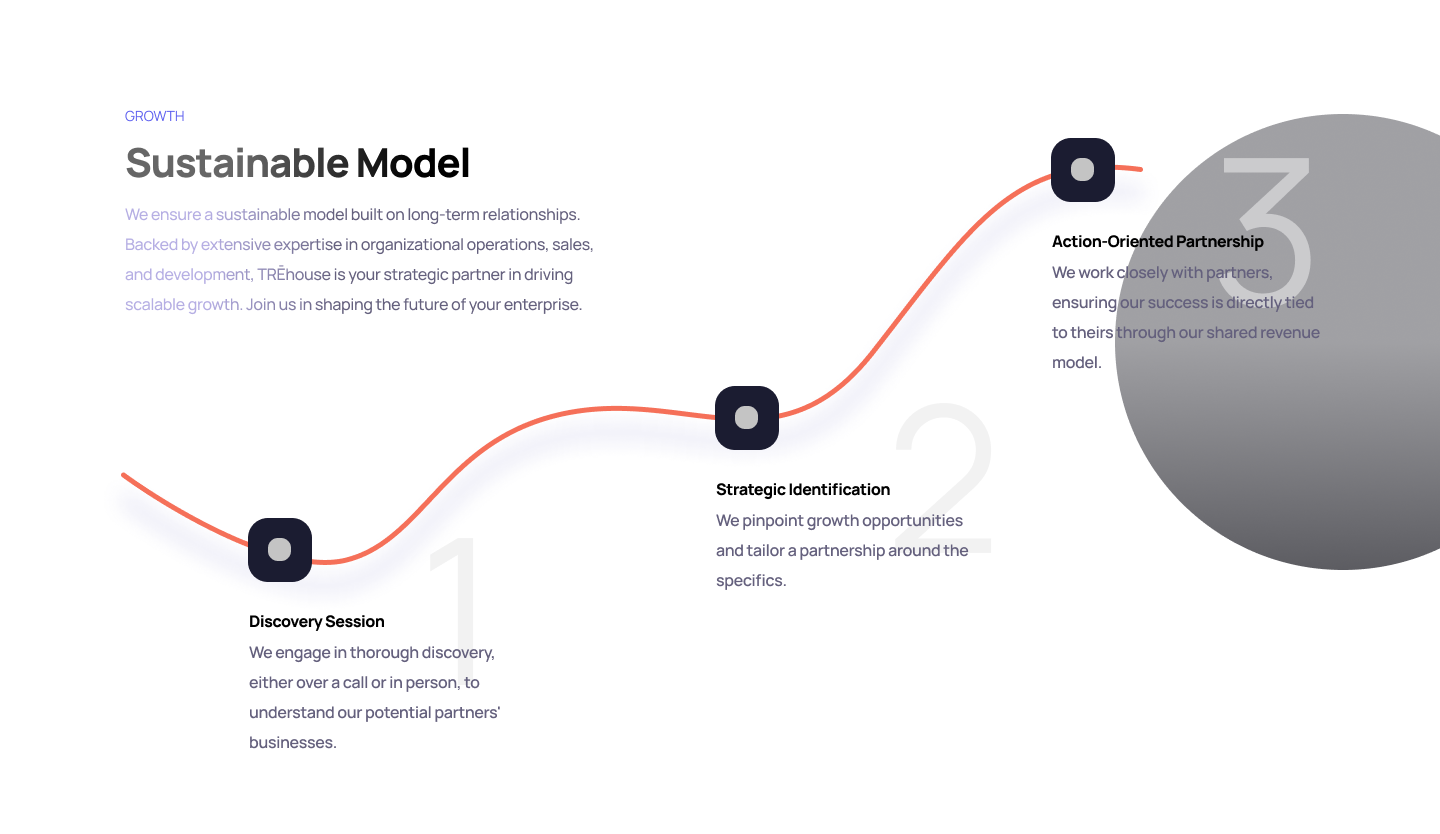 GROWTH
Sustainable Model
We ensure a sustainable model built on long-term relationships.
Backed by extensive expertise in organizational operations, sales,
and development, TRĒhouse is your strategic partner in driving
scalable growth. Join us in shaping the future of your enterprise.
1
Discovery Session
We engage in thorough discovery,
either over a call or in person, to
understand our potential partners'
businesses.
2
Strategic Identification
We pinpoint growth opportunities
and tailor a partnership around the
specifics.
3
Action-Oriented Partnership
We work closely with partners,
ensuring our success is directly tied
to theirs through our shared revenue
model.